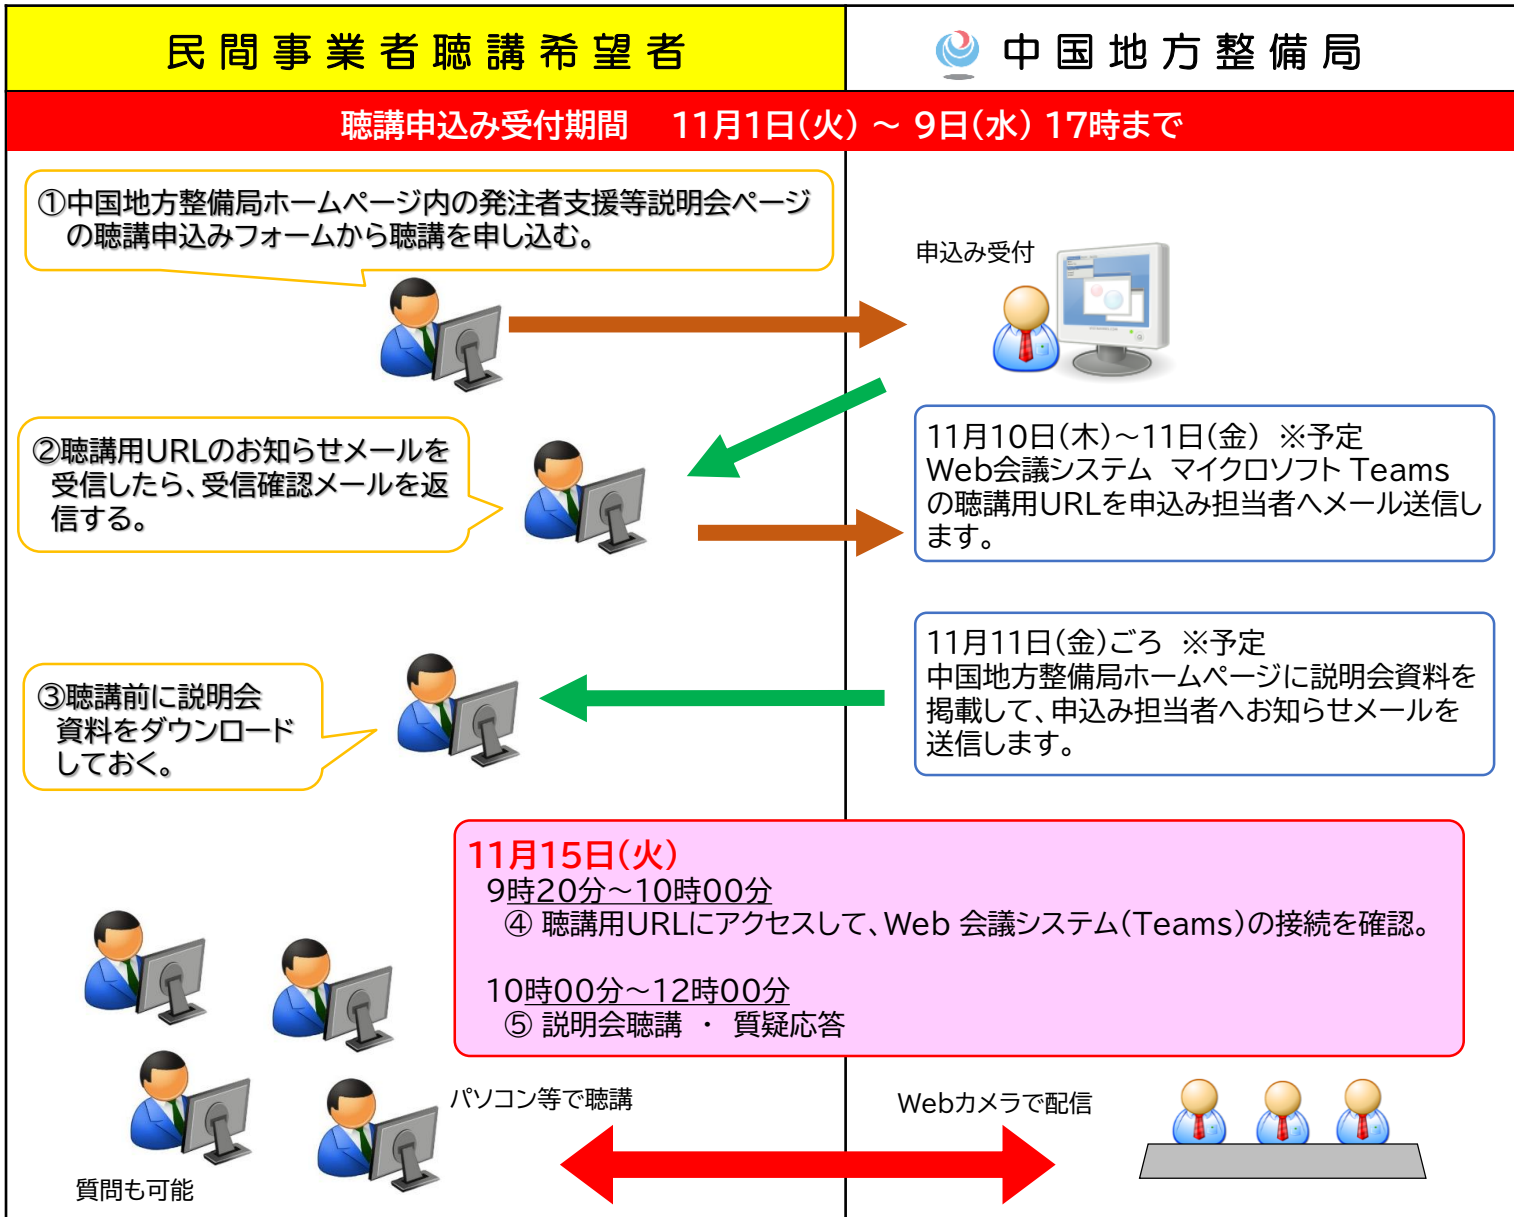 民間事業者聴講希望者
中国地方整備局
聴講申込み受付期間　11月1日(火) ～ 9日(水) 17時まで
①中国地方整備局ホームページ内の発注者支援等説明会ページ
の聴講申込みフォームから聴講を申し込む。
申込み受付
②聴講用URLのお知らせメールを
受信したら、受信確認メールを返
信する。
11月10日(木)～11日(金) ※予定
Web会議システム マイクロソフト Teams
の聴講用URLを申込み担当者へメール送信し
ます。
③聴講前に説明会
資料をダウンロード
しておく。
11月11日(金)ごろ ※予定
中国地方整備局ホームページに説明会資料を
掲載して、申込み担当者へお知らせメールを
送信します。
11月15日(火)
9時20分～10時00分
④ 聴講用URLにアクセスして、Web 会議システム(Teams)の接続を確認。
10時00分～12時00分
⑤ 説明会聴講 ・ 質疑応答
パソコン等で聴講
Webカメラで配信
質問も可能